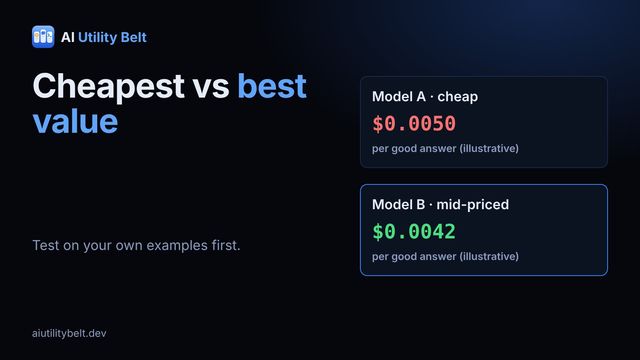 AI Utility Belt
Cheapest vs best
value
Test on your own examples first.
aiutilitybelt.dev
Model A · cheap
$0.0050
per good answer (illustrative)
Model B · mid-priced
$0.0042
per good answer (illustrative)